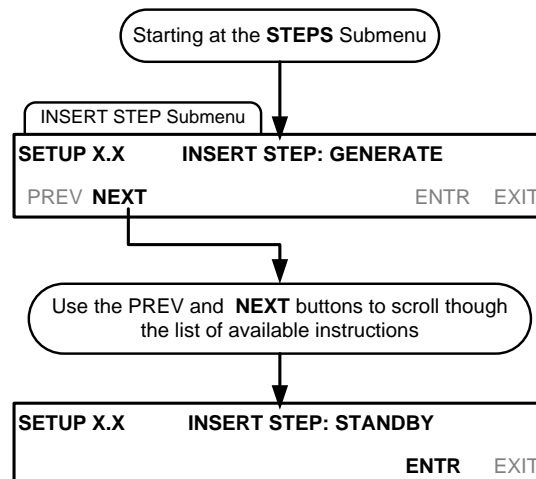 Starting at the STEPS Submenu
INSERT STEP Submenu
SETUP X.X INSERT STEP: GENERATE
PREV NEXT ENTR EXIT
Use the PREV and NEXT buttons to scroll though
the list of available instructions
SETUP X.X INSERT STEP: STANDBY
ENTR EXIT